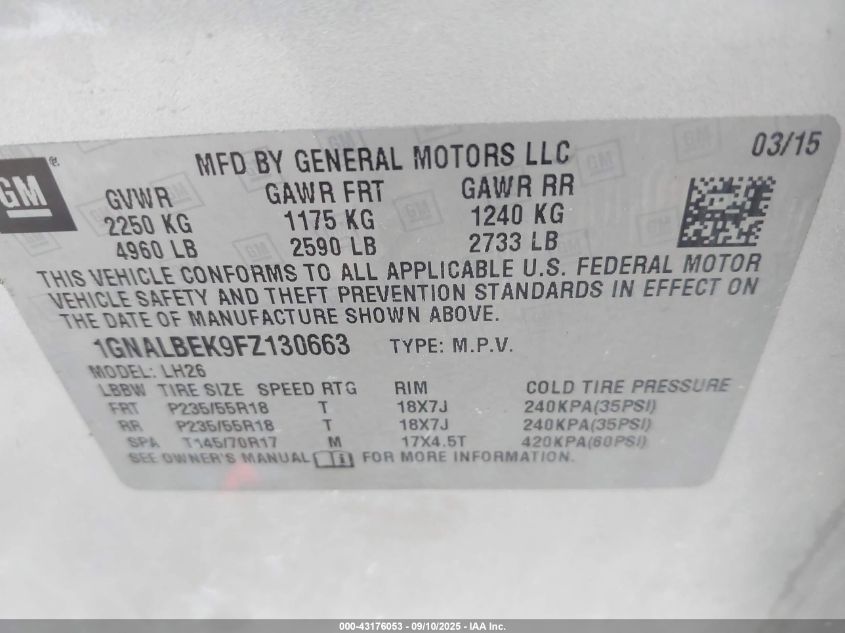 GM
MFD BY GENERAL MOTORS LLC 03/15
GVWR GAWR FRT GAWR RR
2250 KG 1175 KG 1240 KG
4960 LB 2590 LB 2733 LB
THIS VEHICLE CONFORMS TO ALL APPLICABLE U.S. FEDERAL MOTOR
VEHICLE SAFETY AND THEFT PREVENTION STANDARDS IN EFFECT ON
THE DATE OF MANUFACTURE SHOWN ABOVE.
1GNALBEK9FZ130663 TYPE: M.P.V.
MODEL: LH26
LBBW TIRE SIZE SPEED RTG RIM COLD TIRE PRESSURE
FRT P235/55R18 T 18X7J 240KPA(35PSI)
RR P235/55R18 T 18X7J 240KPA(35PSI)
SPA T145/70R17 M 17X4.5T 420KPA(60PSI)
SEE OWNER'S MANUAL FOR MORE INFORMATION.
000-43176053 - 09/10/2025 - IAA Inc.